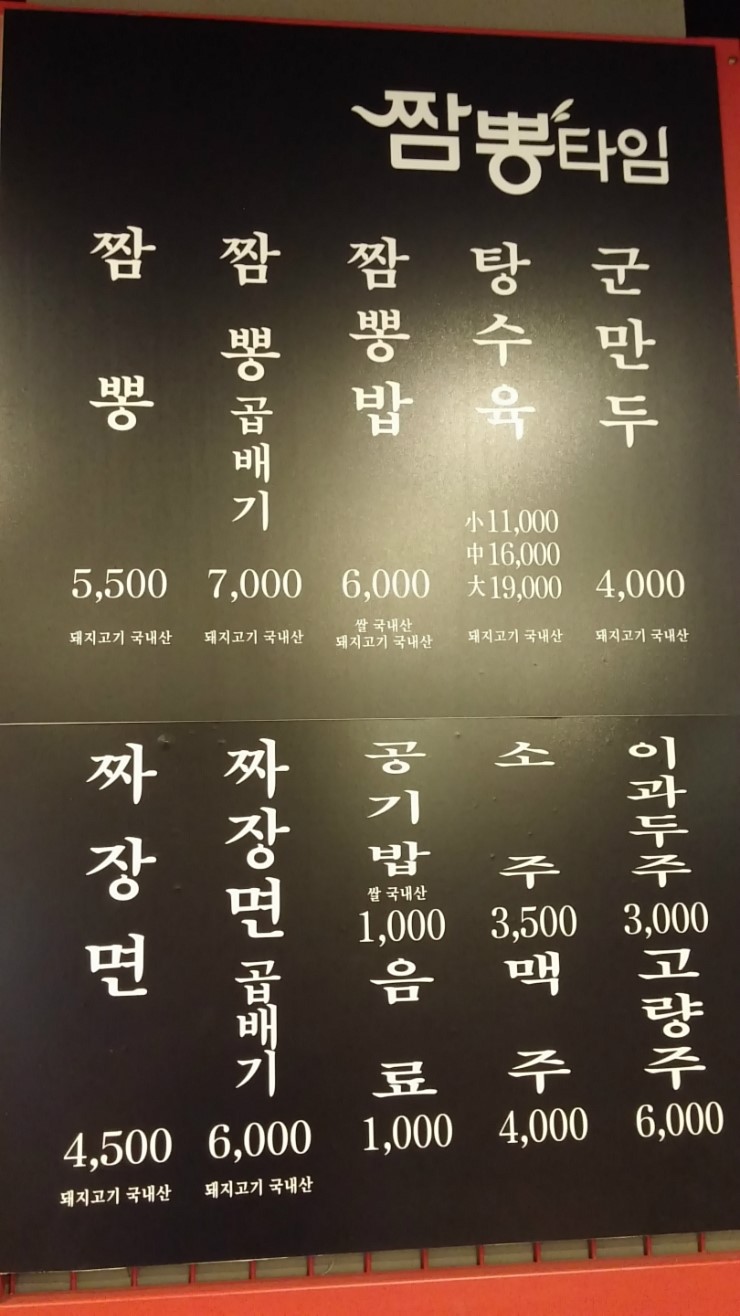 짬뽕타임
짬뽕
5,500
돼지고기 국내산
짬뽕곱배기
7,000
돼지고기 국내산
짬뽕밥
6,000
쌀 국내산
돼지고기 국내산
탕수육
小 11,000
中 16,000
大 19,000
돼지고기 국내산
군만두
4,000
돼지고기 국내산
짜장면
4,500
돼지고기 국내산
짜장면곱배기
6,000
돼지고기 국내산
공기밥
쌀 국내산
1,000
음료
1,000
소주
3,500
맥주
4,000
이과두주
3,000
고량주
6,000